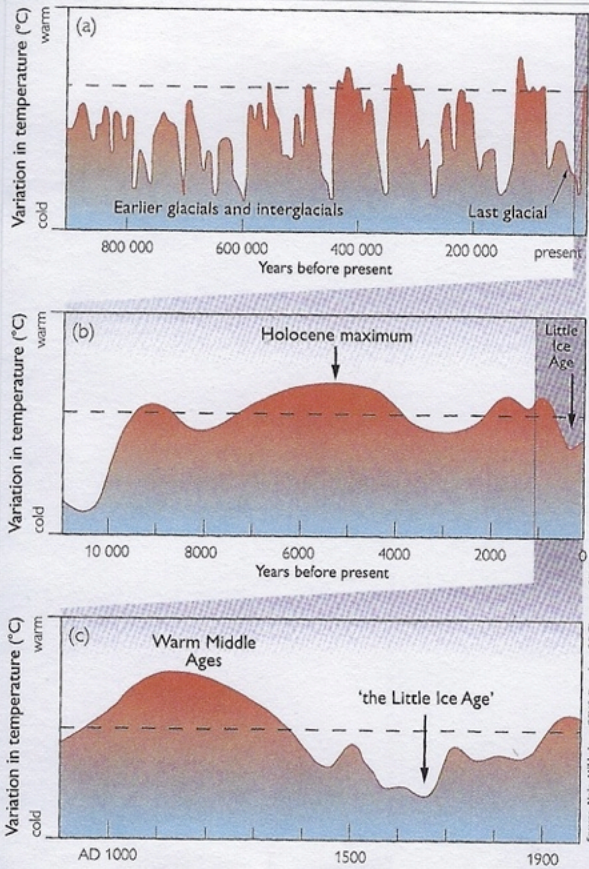 Variation in temperature (°C)
warm
cold
(a)
Earlier glacials and interglacials
Last glacial
800 000
600 000
400 000
200 000
present
Years before present
Variation in temperature (°C)
warm
cold
(b)
Holocene maximum
Little
Ice
Age
10 000
8000
6000
4000
2000
0
Years before present
Variation in temperature (°C)
warm
cold
(c)
Warm Middle
Ages
'the Little Ice Age'
AD 1000
1500
1900